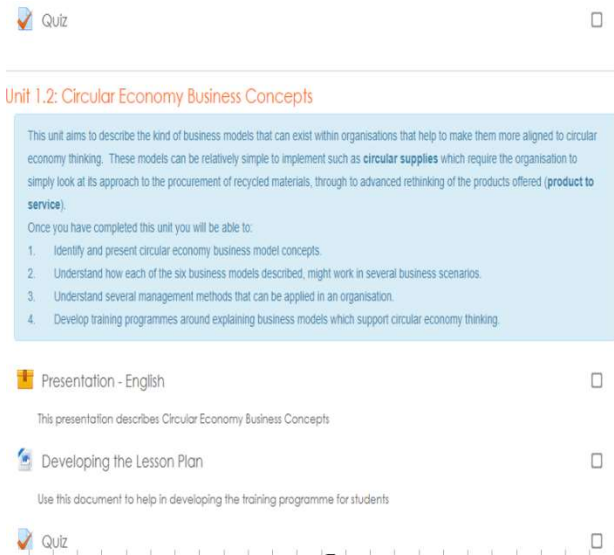 Quiz
Unit 1.2: Circular Economy Business Concepts
This unit aims to describe the kind of business models that can exist within organisations that help to make them more aligned to circular
economy thinking. These models can be relatively simple to implement such as circular supplies which require the organisation to
simply look at its approach to the procurement of recycled materials, through to advanced rethinking of the products offered (product to
service).
Once you have completed this unit you will be able to:
1. Identify and present circular economy business model concepts.
2. Understand how each of the six business models described, might work in several business scenarios.
3. Understand several management methods that can be applied in an organisation.
4. Develop training programmes around explaining business models which support circular economy thinking.
Presentation - English
This presentation describes Circular Economy Business Concepts
Developing the Lesson Plan
Use this document to help in developing the training programme for students
Quiz